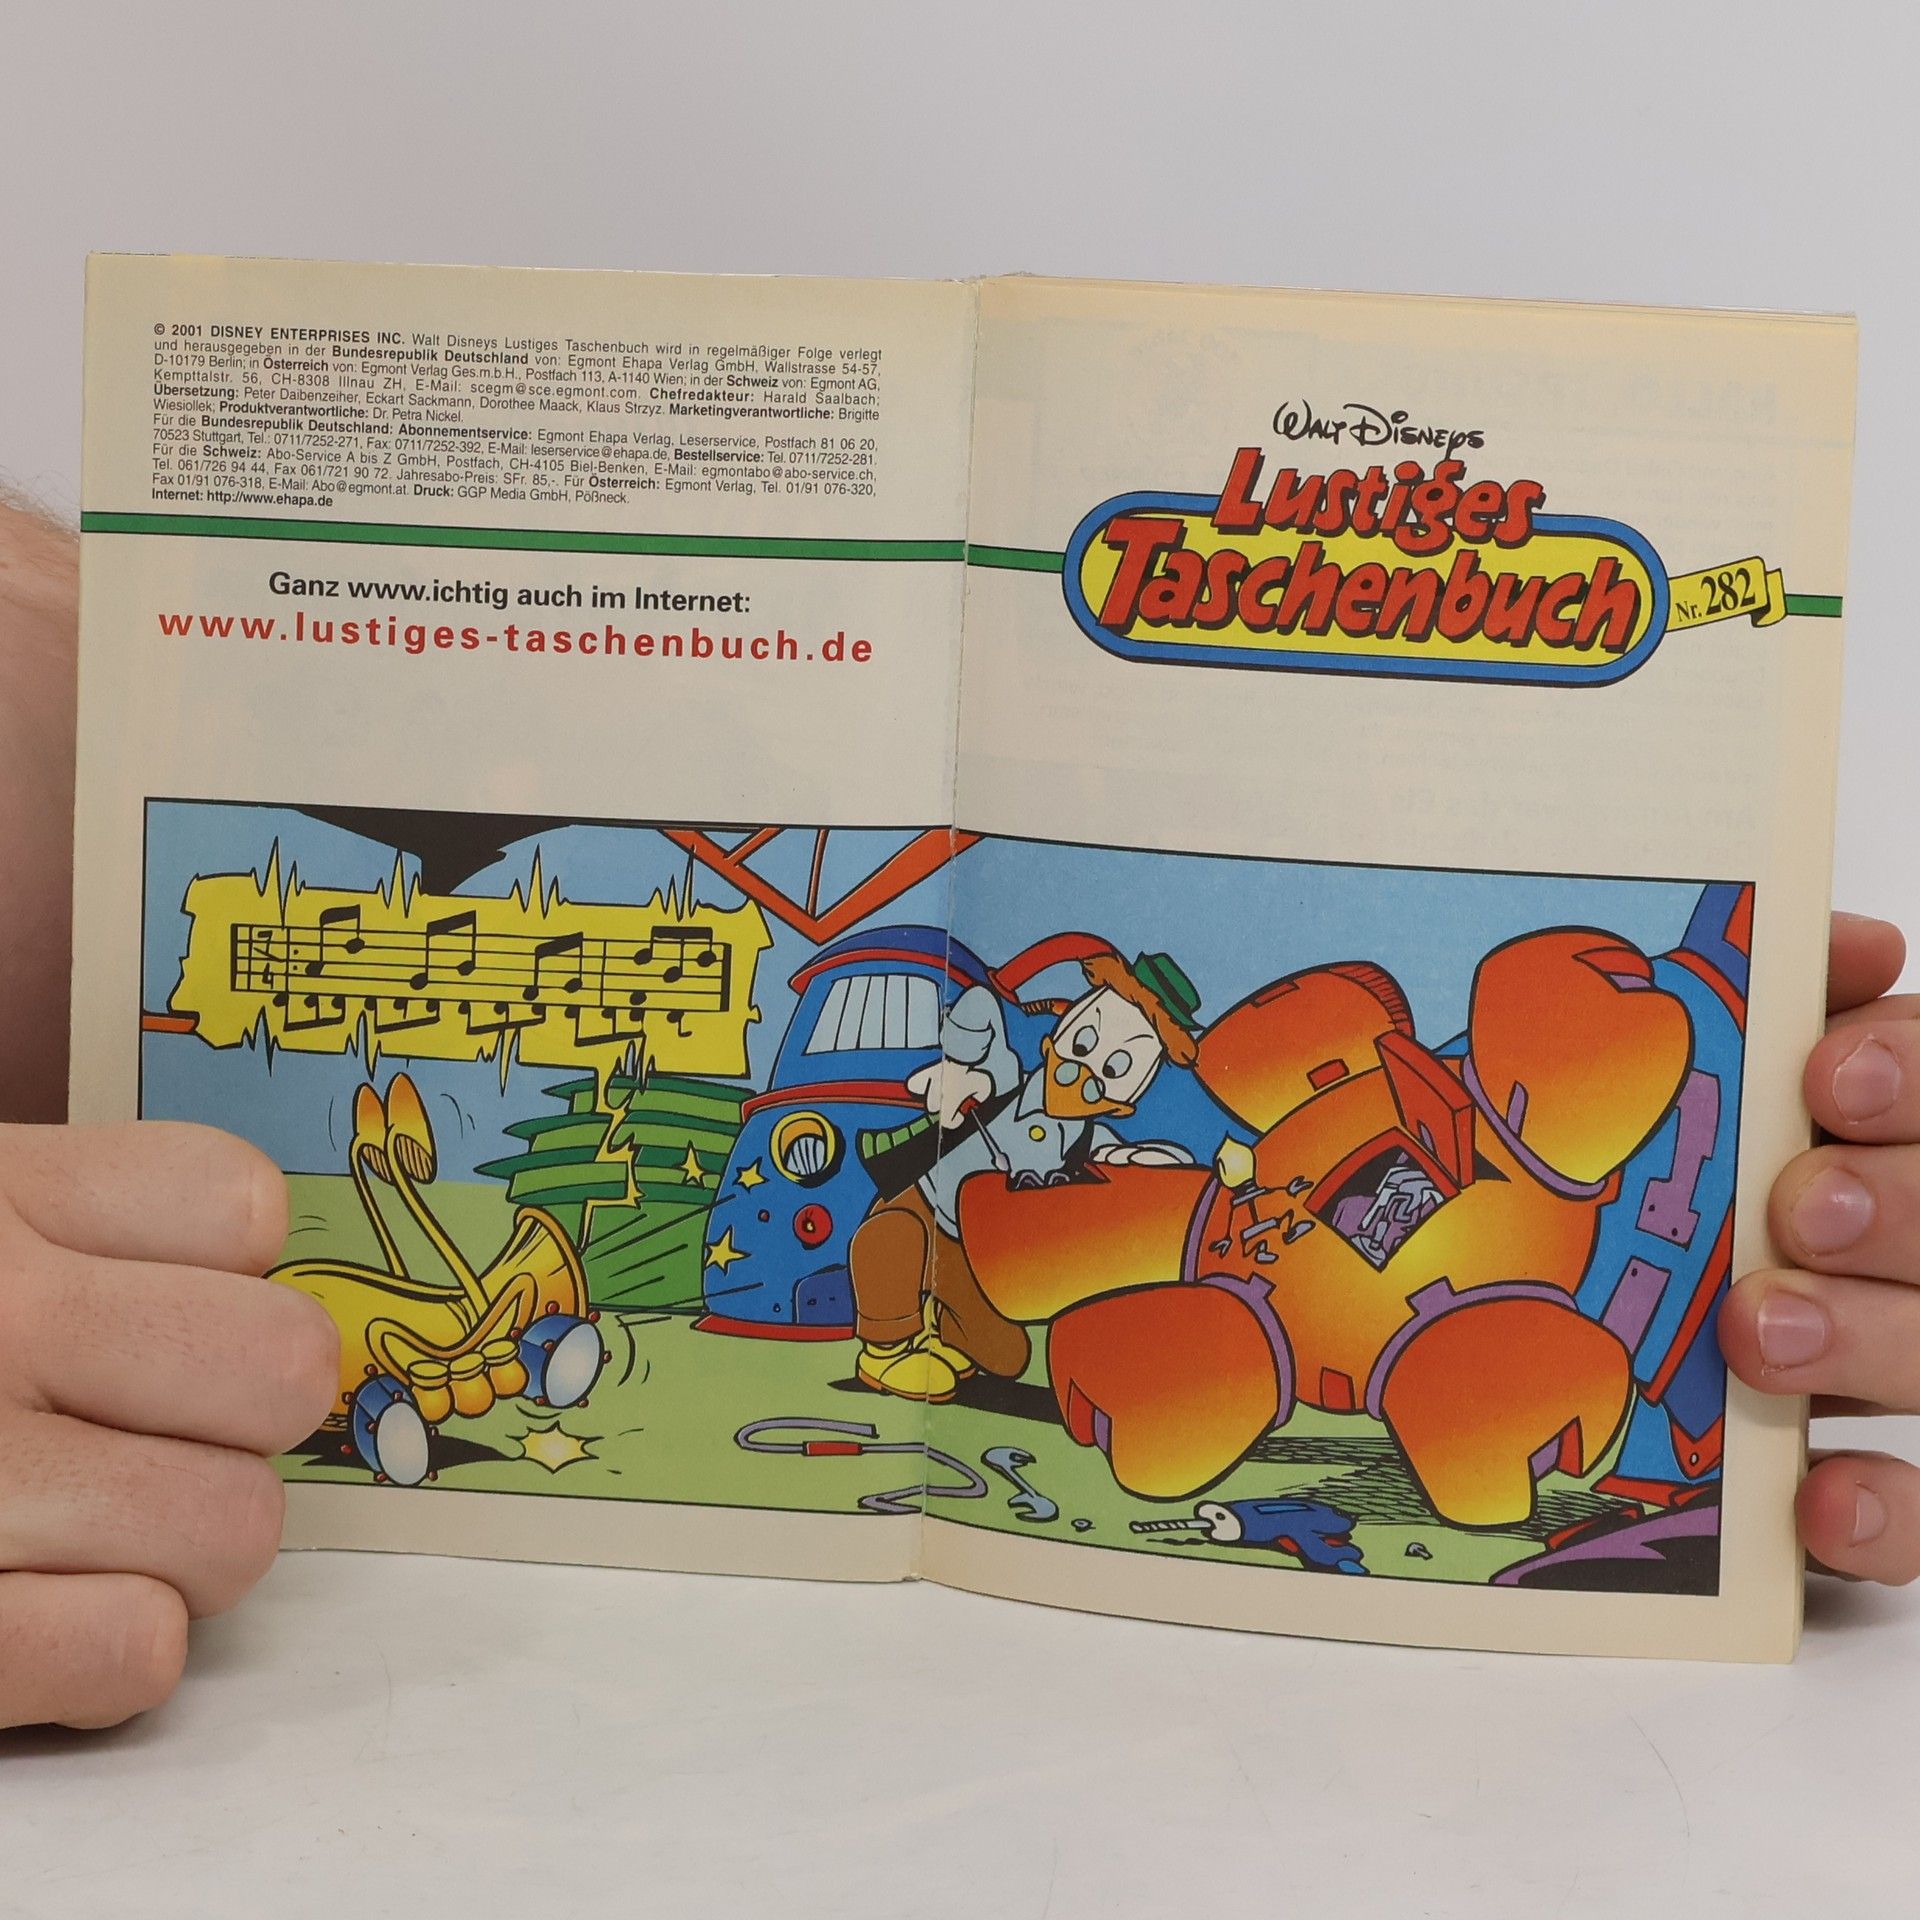 © 2001 DISNEY ENTERPRISES INC. Walt Disneys Lustiges Taschenbuch wird in regelmäßiger Folge verlegt
und herausgegeben in der Bundesrepublik Deutschland von: Egmont Ehapa Verlag GmbH, Wallstrasse 54-57,
D-10179 Berlin; in Österreich von: Egmont Verlag Ges.m.b.H., Postfach 113, A-1140 Wien; in der Schweiz von: Egmont AG,
Kempttalstr. 56, CH-8308 Illnau ZH, E-Mail: scegm@sce.egmont.com. Chefredakteur: Harald Saalbach;
Übersetzung: Peter Daibenzeiher, Eckart Sackmann, Dorothee Maack, Klaus Strzyz. Marketingverantwortliche: Brigitte
Wiesiollek; Produktverantwortliche: Dr. Petra Nickel.
Für die Bundesrepublik Deutschland: Abonnementservice: Egmont Ehapa Verlag, Leserservice, Postfach 81 06 20,
70523 Stuttgart, Tel.: 0711/7252-271, Fax: 0711/7252-392, E-Mail: leserservice@ehapa.de, Bestellservice: Tel. 0711/7252-281.
Für die Schweiz: Abo-Service A bis Z GmbH, Postfach, CH-4105 Biel-Benken, E-Mail: egmontabo@abo-service.ch,
Tel. 061/726 94 44, Fax 061/721 90 72. Jahresabo-Preis: SFr. 85,-. Für Österreich: Egmont Verlag, Tel. 01/91 076-320,
Fax 01/91 076-318, E-Mail: Abo@egmont.at. Druck: GGP Media GmbH, Pößneck.
Internet: http://www.ehapa.de
Ganz www.ichtig auch im Internet:
www.lustiges-taschenbuch.de
7
4
WALT DISNEYS
Lustiges
Taschenbuch
Nr. 282